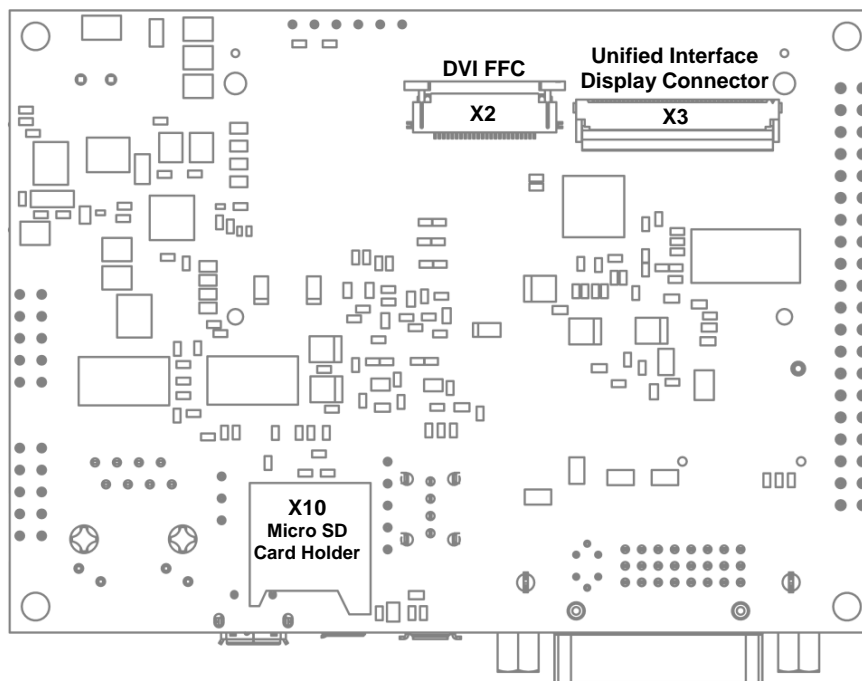 DVI FFC
X2
Unified Interface
Display Connector
X3
X10
Micro SD
Card Holder